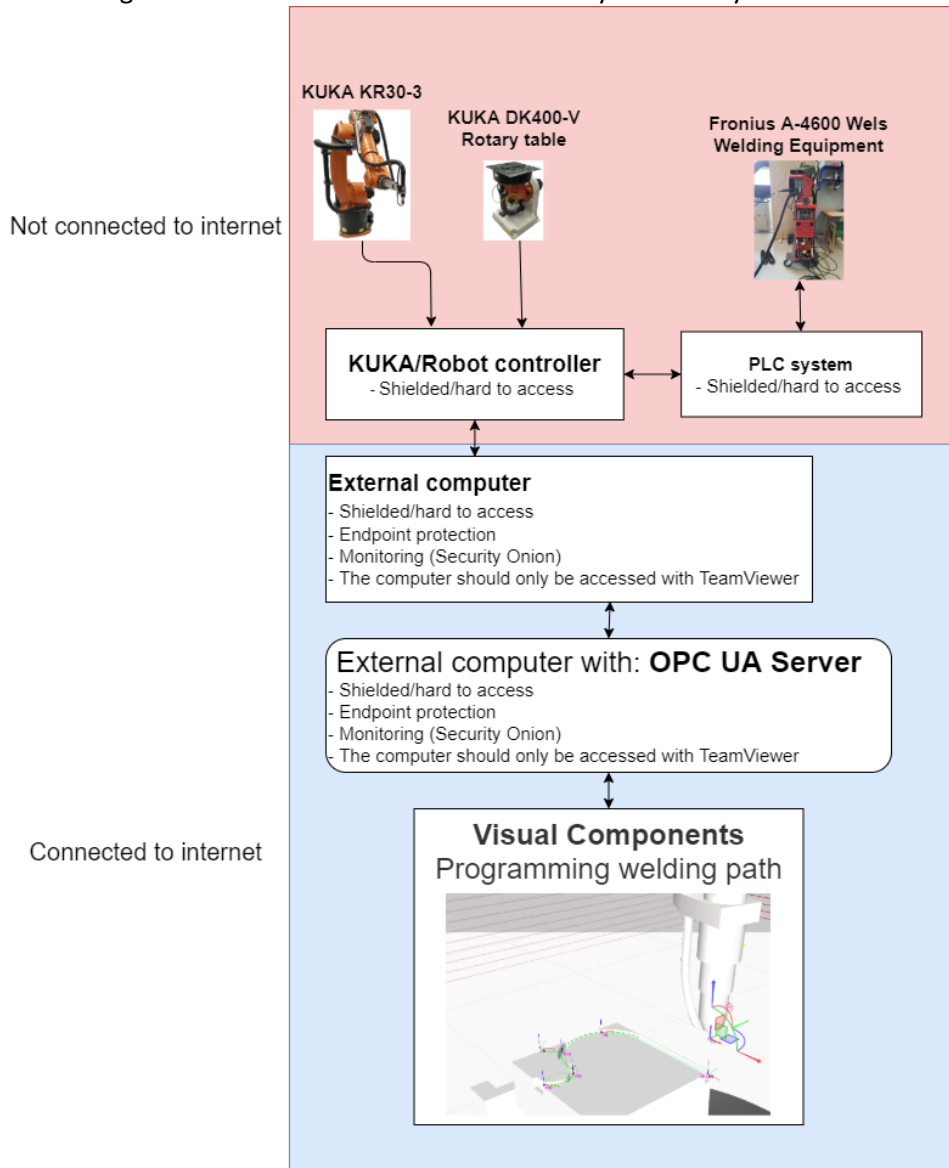 KUKA KR30-3
KUKA DK400-V
Rotary table
Fronius A-4600 Wels
Welding Equipment
Not connected to internet
KUKA/Robot controller
- Shielded/hard to access
PLC system
- Shielded/hard to access
External computer
- Shielded/hard to access
- Endpoint protection
- Monitoring (Security Onion)
- The computer should only be accessed with TeamViewer
External computer with: OPC UA Server
- Shielded/hard to access
- Endpoint protection
- Monitoring (Security Onion)
- The computer should only be accessed with TeamViewer
Connected to internet
Visual Components
Programming welding path